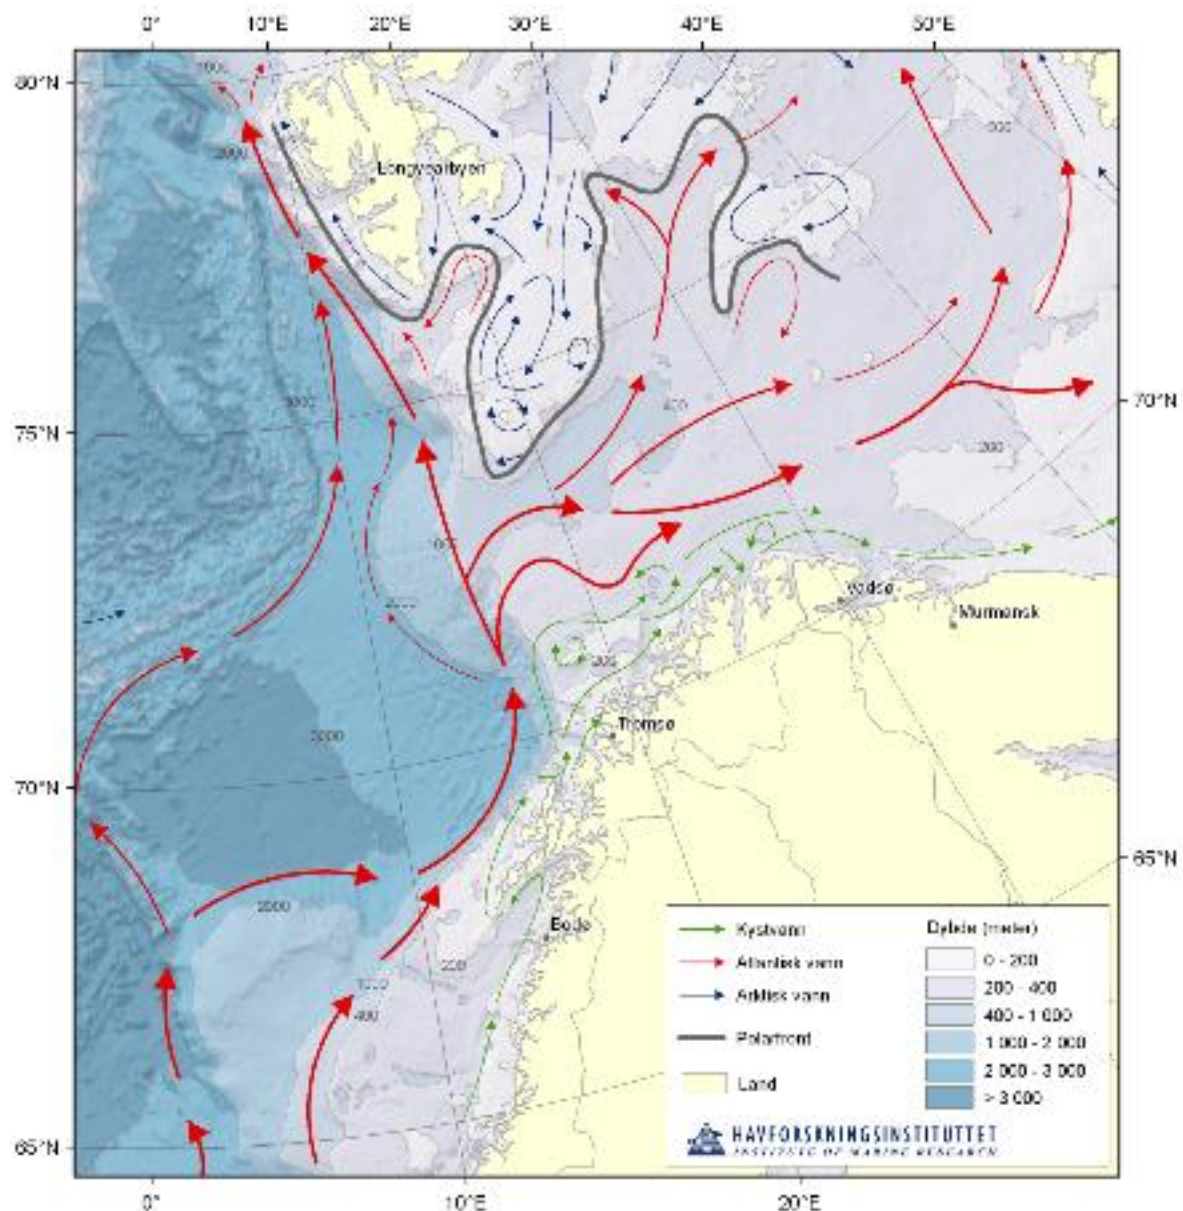 0° 10°E 20°E 30°E 40°E 50°E
80°N
3000
Longyearbyen
75°N
70°N
400
200
Vadsø
Murmansk
200
3000
Tromsø
70°N
65°N
2000
Bodø
200
1000
400
65°N
Kystvann
Atlantisk vann
Arktisk vann
Polarfront
Land
Dybde (meter)
0 - 200
200 - 400
400 - 1 000
1 000 - 2 000
2 000 - 3 000
> 3 000
HAVFORSKNINGSINSTITUTTET
INSTITUTE OF MARINE RESEARCH
0° 10°E 20°E